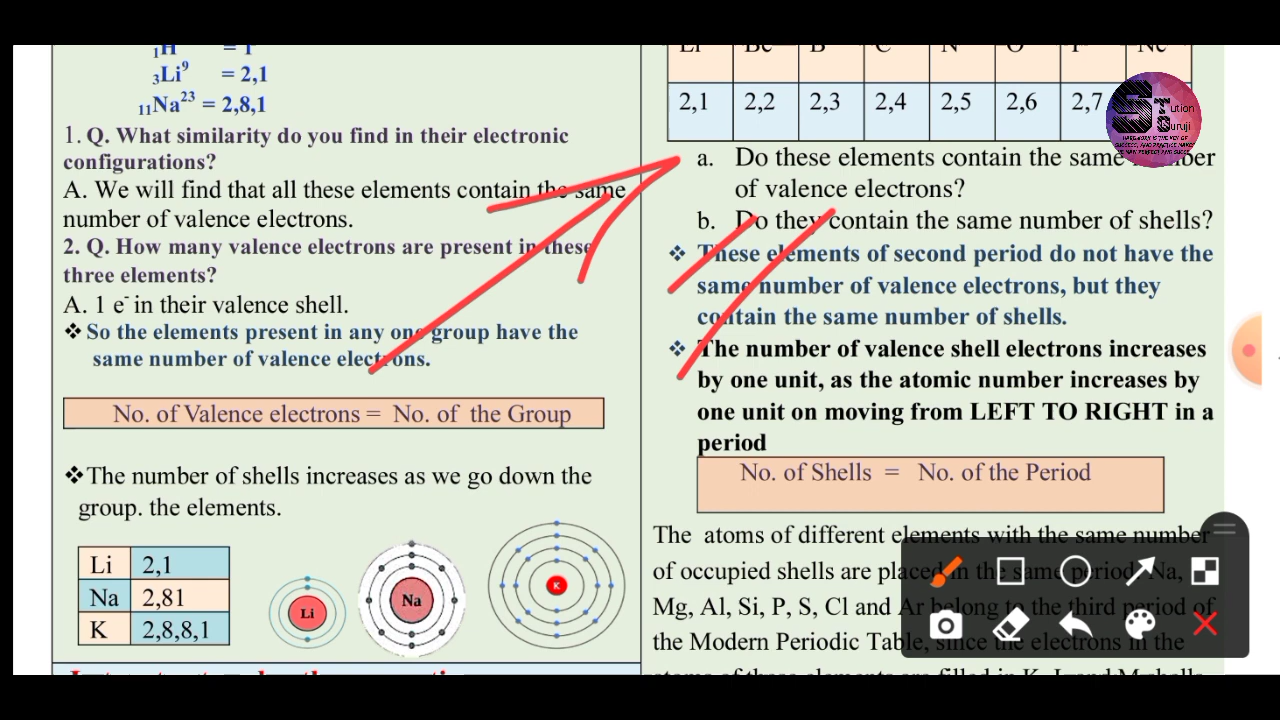 ₁H = 1
₃Li⁹ = 2,1
₁₁Na²³ = 2,8,1
1. Q. What similarity do you find in their electronic
configurations?
A. We will find that all these elements contain the same
number of valence electrons.
2. Q. How many valence electrons are present in these
three elements?
A. 1 e⁻ in their valence shell.
❖ So the elements present in any one group have the
same number of valence electrons.
No. of Valence electrons = No. of the Group
❖ The number of shells increases as we go down the
group. the elements.
Li 2,1
Na 2,81
K 2,8,8,1
Li Na K
Li Be B C N O F Ne
2,1 2,2 2,3 2,4 2,5 2,6 2,7
a. Do these elements contain the same number
of valence electrons?
b. Do they contain the same number of shells?
❖ These elements of second period do not have the
same number of valence electrons, but they
contain the same number of shells.
❖ The number of valence shell electrons increases
by one unit, as the atomic number increases by
one unit on moving from LEFT TO RIGHT in a
period
No. of Shells = No. of the Period
The atoms of different elements with the same number
of occupied shells are placed in the same period. Na,
Mg, Al, Si, P, S, Cl and Ar belong to the third period of
the Modern Periodic Table, since the electrons in the